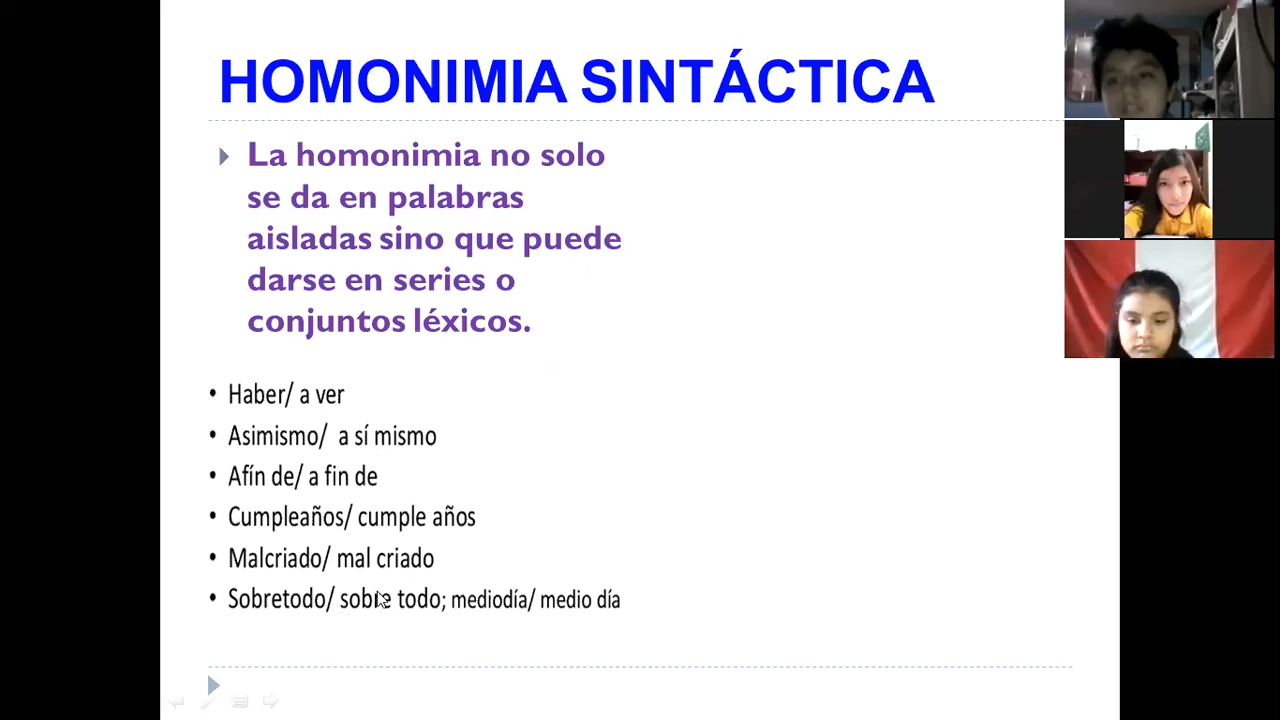 HOMONIMIA SINTÁCTICA
La homonimia no solo
se da en palabras
aisladas sino que puede
darse en series o
conjuntos léxicos.
• Haber/ a ver
• Asimismo/ a sí mismo
• Afín de/ a fin de
• Cumpleaños/ cumple años
• Malcriado/ mal criado
• Sobretodo/ sobre todo; mediodía/ medio día